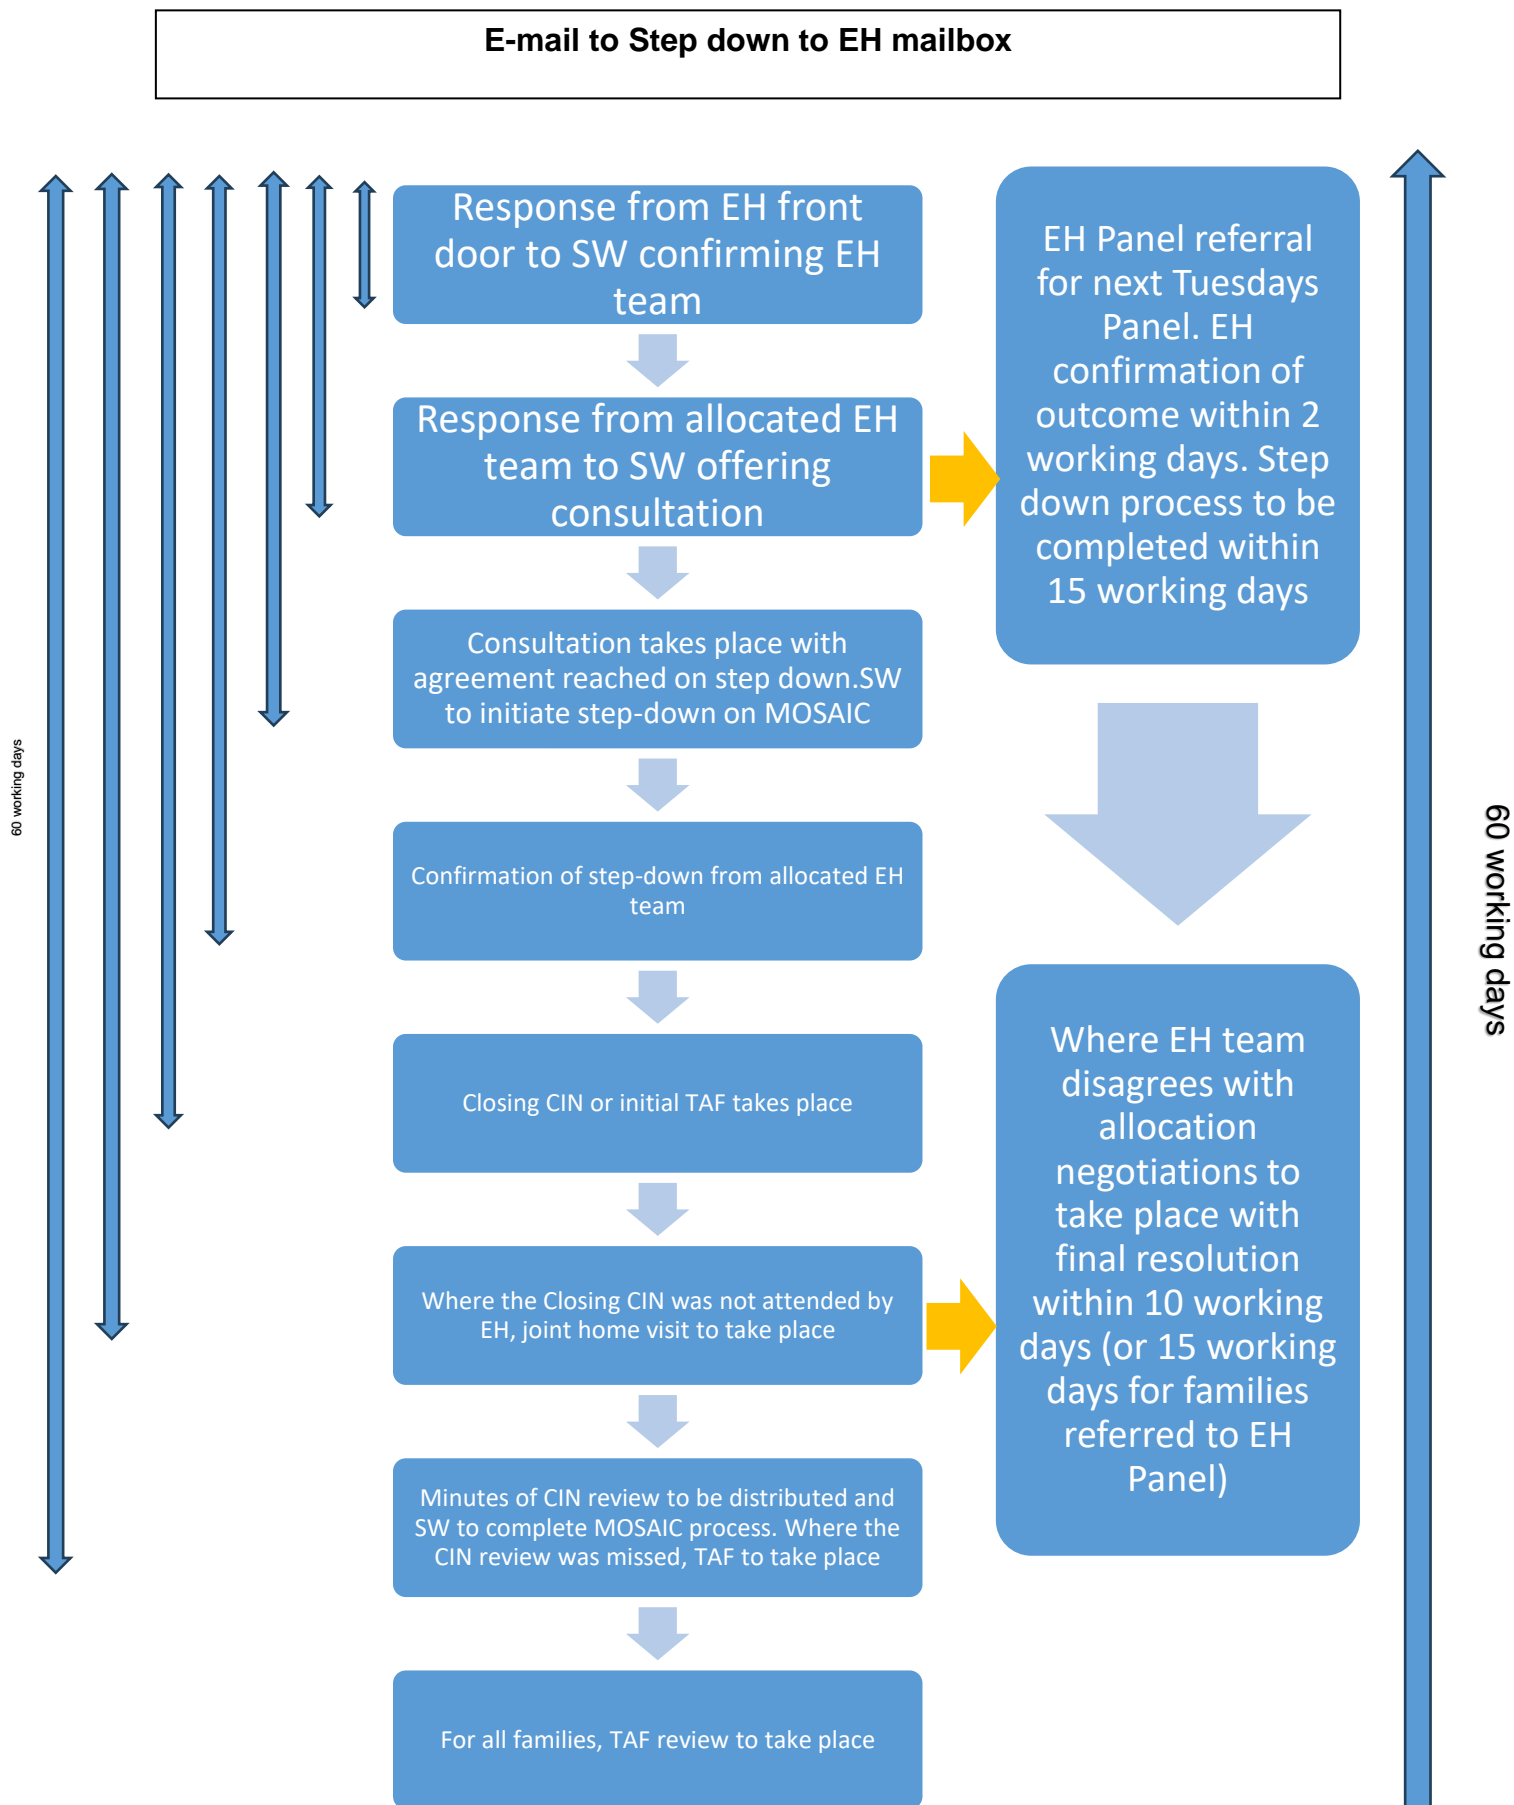 E-mail to Step down to EH mailbox
Response from EH front
door to SW confirming EH
team
Response from allocated EH
team to SW offering
consultation
Consultation takes place with
agreement reached on step down.SW
to initiate step-down on MOSAIC
Confirmation of step-down from allocated EH
team
Closing CIN or initial TAF takes place
Where the Closing CIN was not attended by
EH, joint home visit to take place
Minutes of CIN review to be distributed and
SW to complete MOSAIC process. Where the
CIN review was missed, TAF to take place
For all families, TAF review to take place
EH Panel referral
for next Tuesdays
Panel. EH
confirmation of
outcome within 2
working days. Step
down process to be
completed within
15 working days
Where EH team
disagrees with
allocation
negotiations to
take place with
final resolution
within 10 working
days (or 15 working
days for families
referred to EH
Panel)
60 working days
60 working days